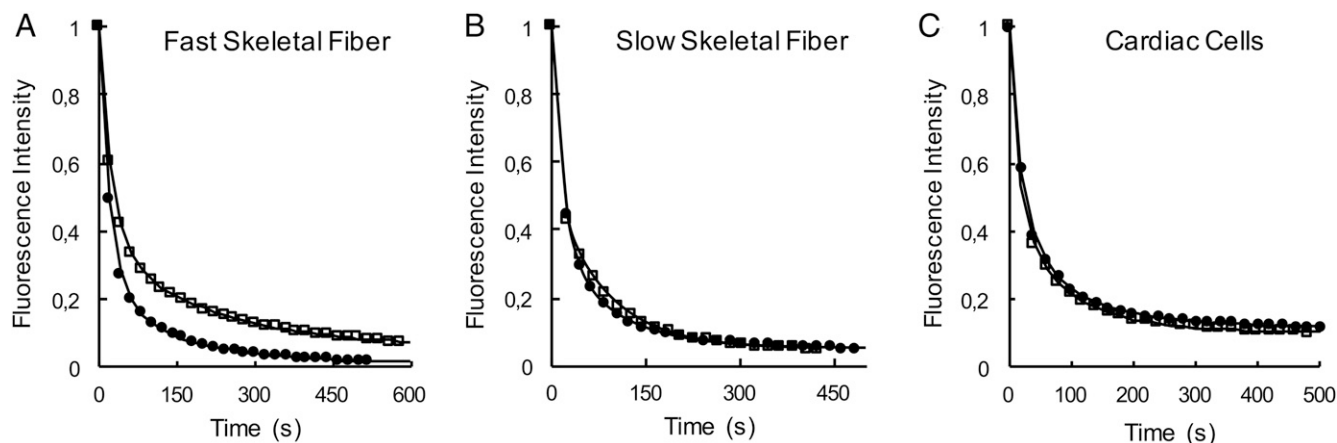 A
Fast Skeletal Fiber
Fluorescence Intensity
1
0,8
0,6
0,4
0,2
0
0 150 300 450 600
Time (s)
B
Slow Skeletal Fiber
Fluorescence Intensity
1
0,8
0,6
0,4
0,2
0
0 150 300 450
Time (s)
C
Cardiac Cells
Fluorescence Intensity
1
0,8
0,6
0,4
0,2
0
0 100 200 300 400 500
Time (s)